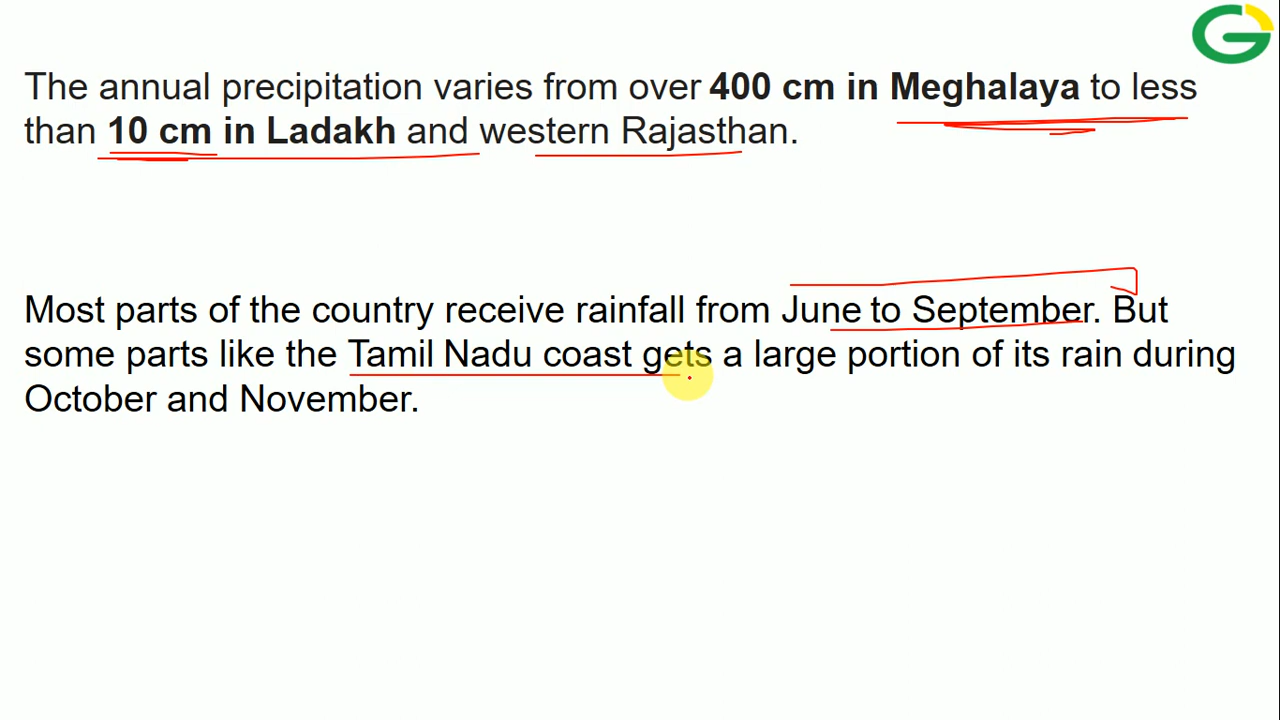 The annual precipitation varies from over 400 cm in Meghalaya to less
than 10 cm in Ladakh and western Rajasthan.
Most parts of the country receive rainfall from June to September. But
some parts like the Tamil Nadu coast gets a large portion of its rain during
October and November.